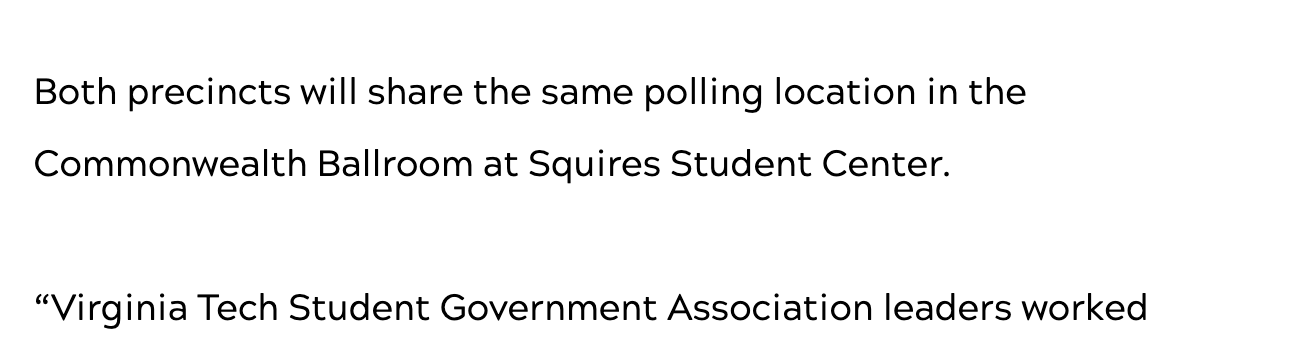 Both precincts will share the same polling location in the
Commonwealth Ballroom at Squires Student Center.
“Virginia Tech Student Government Association leaders worked